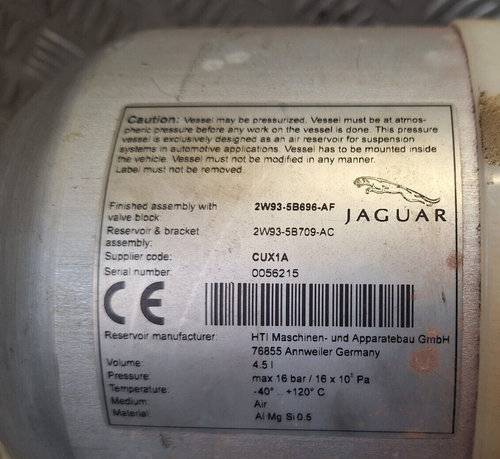 Caution: Vessel may be pressurized. Vessel must be at atmos-
pheric pressure before any work on the vessel is done. This pressure
vessel is exclusively designed as an air reservoir for suspension
systems in automotive applications. Vessel has to be mounted inside
the vehicle. Vessel must not be modified in any manner.
Label must not be removed.
JAGUAR
Finished assembly with 2W93-5B696-AF
valve block:
Reservoir & bracket 2W93-5B709-AC
assembly:
Supplier code: CUX1A
Serial number: 0056215
CE
Reservoir manufacturer: HTI Maschinen- und Apparatebau GmbH
76855 Annweiler Germany
Volume: 4.5 l
Pressure: max 16 bar / 16 x 10⁵ Pa
Temperature: -40° .. +120° C
Medium: Air
Material: Al Mg Si 0.5